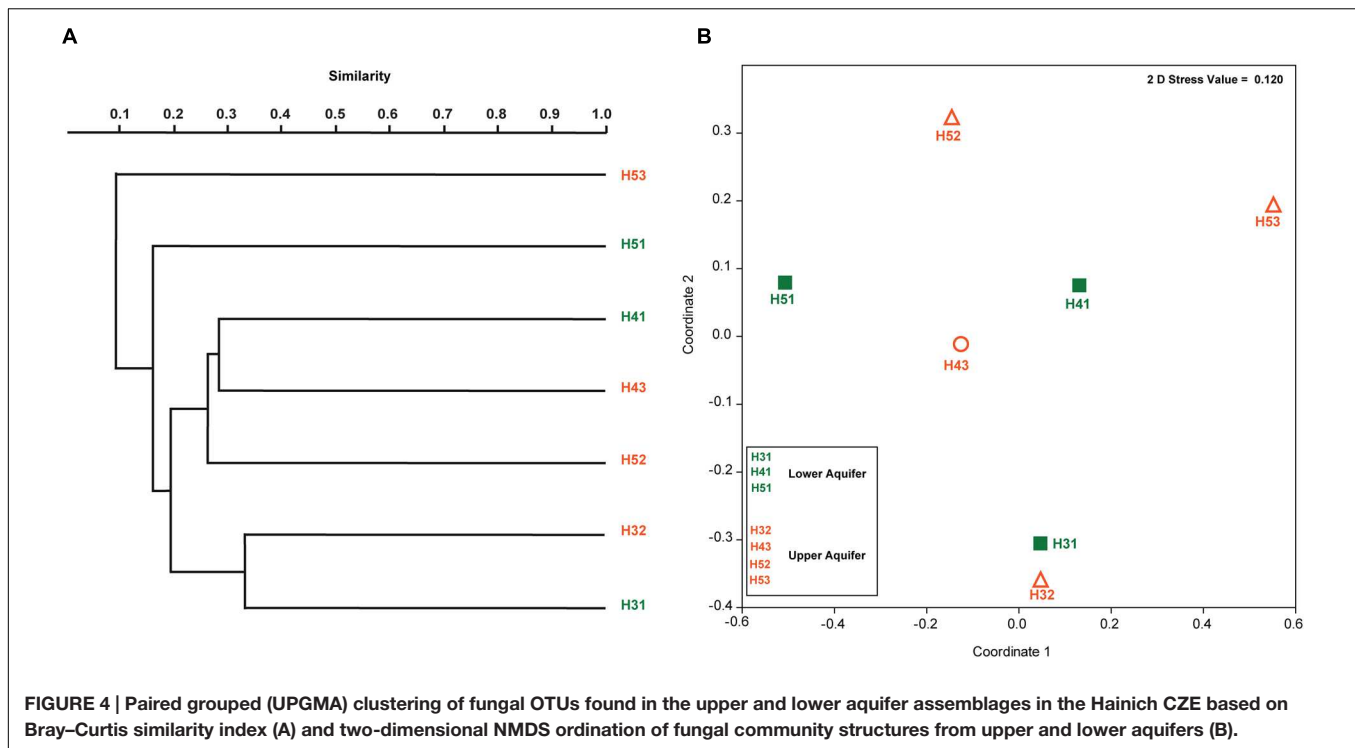 A
Similarity
0.1 0.2 0.3 0.4 0.5 0.6 0.7 0.8 0.9 1.0
H53
H51
H41
H43
H52
H32
H31
B
2 D Stress Value = 0.120
Coordinate 2
0.3
0.2
0.1
0.0
-0.1
-0.2
-0.3
-0.4
H52
H53
H51
H41
H43
H31
H32
H31
H41
H51
Lower Aquifer
H32
H43
H52
H53
Upper Aquifer
-0.6 -0.4 -0.2 0.0 0.2 0.4 0.6
Coordinate 1
FIGURE 4 | Paired grouped (UPGMA) clustering of fungal OTUs found in the upper and lower aquifer assemblages in the Hainich CZE based on
Bray–Curtis similarity index (A) and two-dimensional NMDS ordination of fungal community structures from upper and lower aquifers (B).